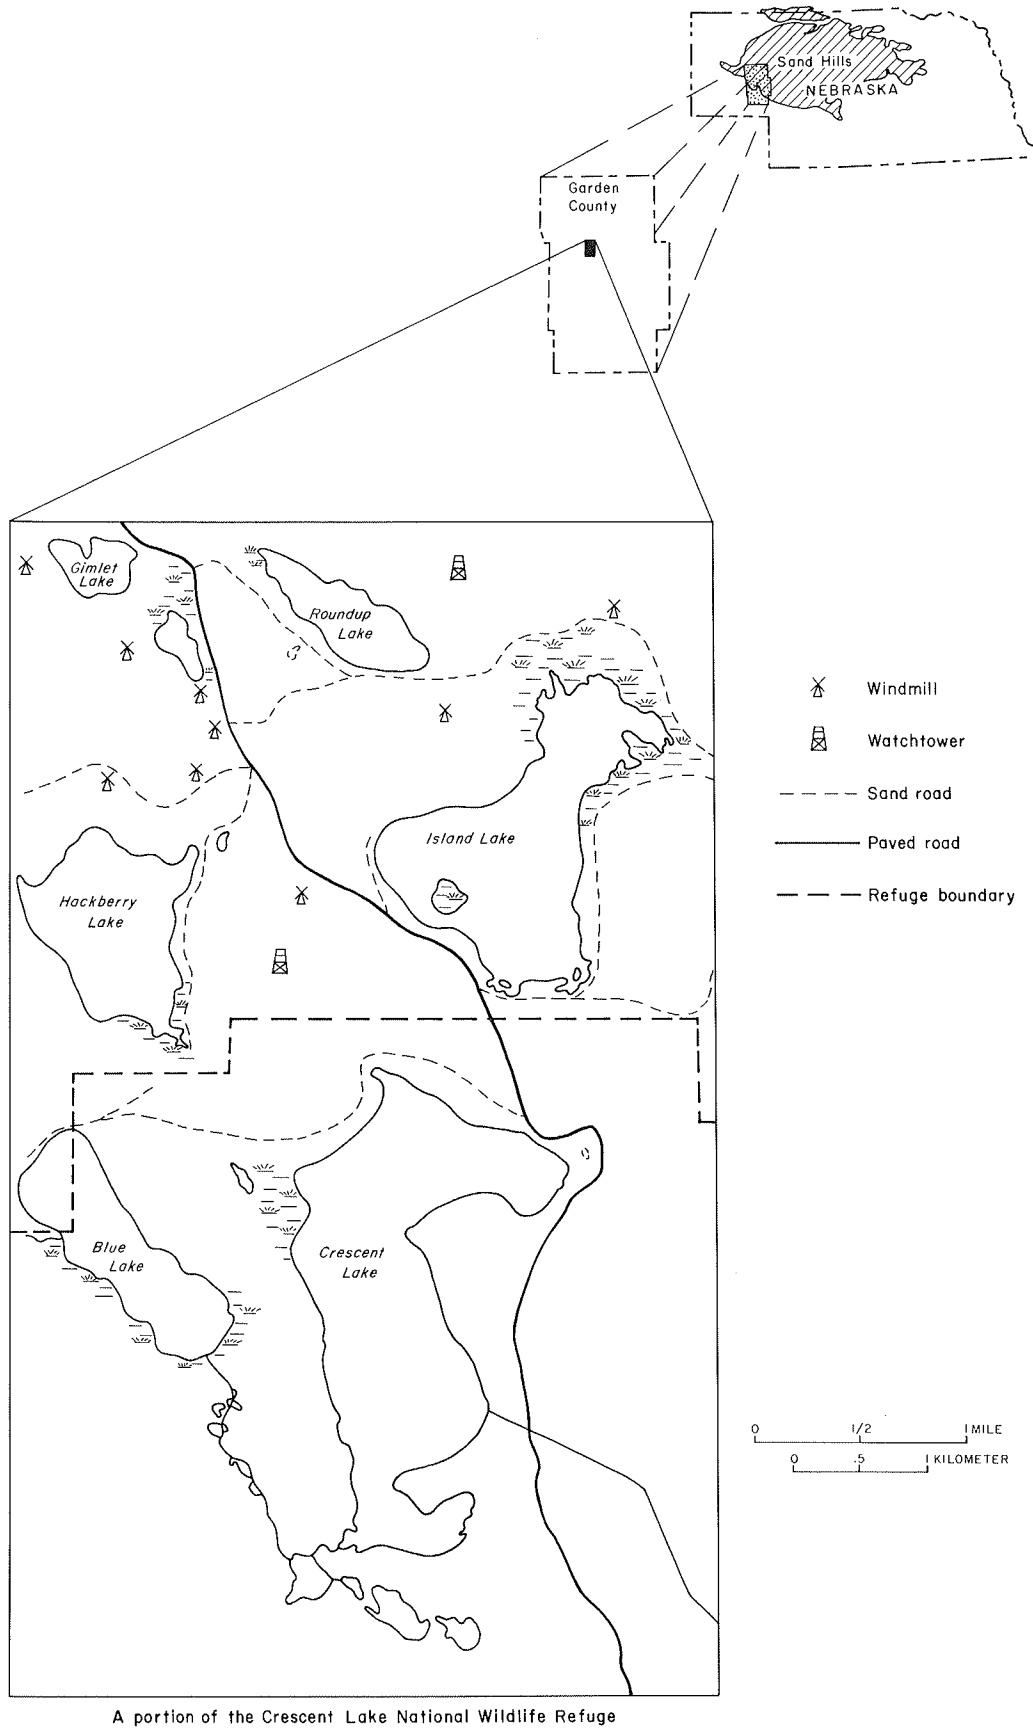 Sand Hills
NEBRASKA
Garden
County
Gimlet
Lake
Roundup
Lake
Windmill
Watchtower
Sand road
Island Lake
Paved road
Hackberry
Lake
Refuge boundary
Blue
Lake
Crescent
Lake
0 1/2 1 MILE
0 .5 1 KILOMETER
A portion of the Crescent Lake National Wildlife Refuge